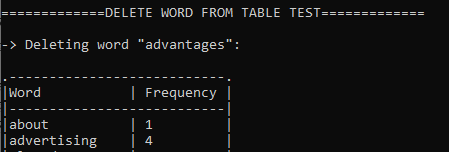 =============DELETE WORD FROM TABLE TEST=============
-> Deleting word "advantages":
.---------------------------.
|Word | Frequency |
|---------------------------|
|about | 1 |
|advertising | 4 |